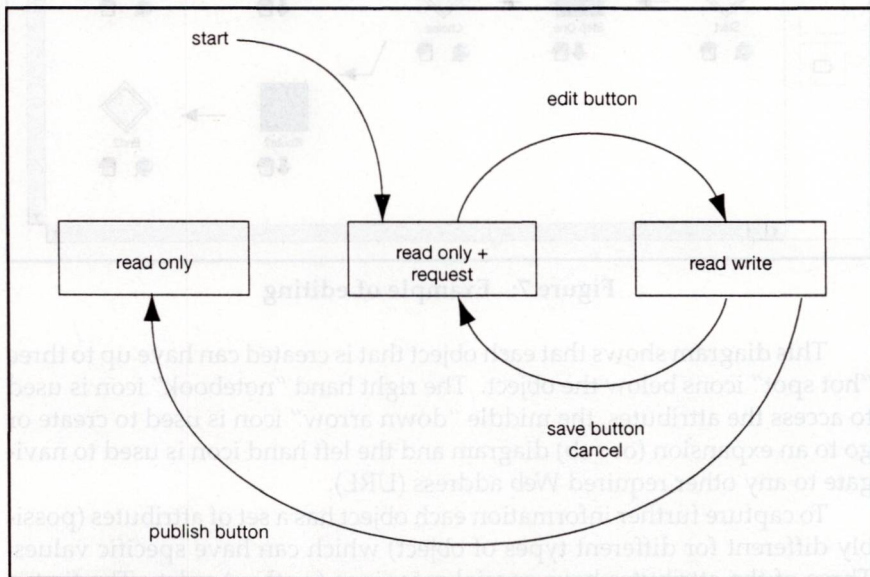 start
edit button
read only
read only +
request
read write
Figure 7: Example of editing
This diagram shows that each object that is created can have up to three
"hot spot" icons below the object. The right hand "notebook" icon is used
to access the attributes, the middle "down arrow" icon is used to create or
go to an expansion diagram and the left hand icon is used to navi-
gate to any other required Web address (URL).
save button
cancel
To capture further information each object has a set of attributes (possi-
bly different for different types of object) which can have specific values.
publish button